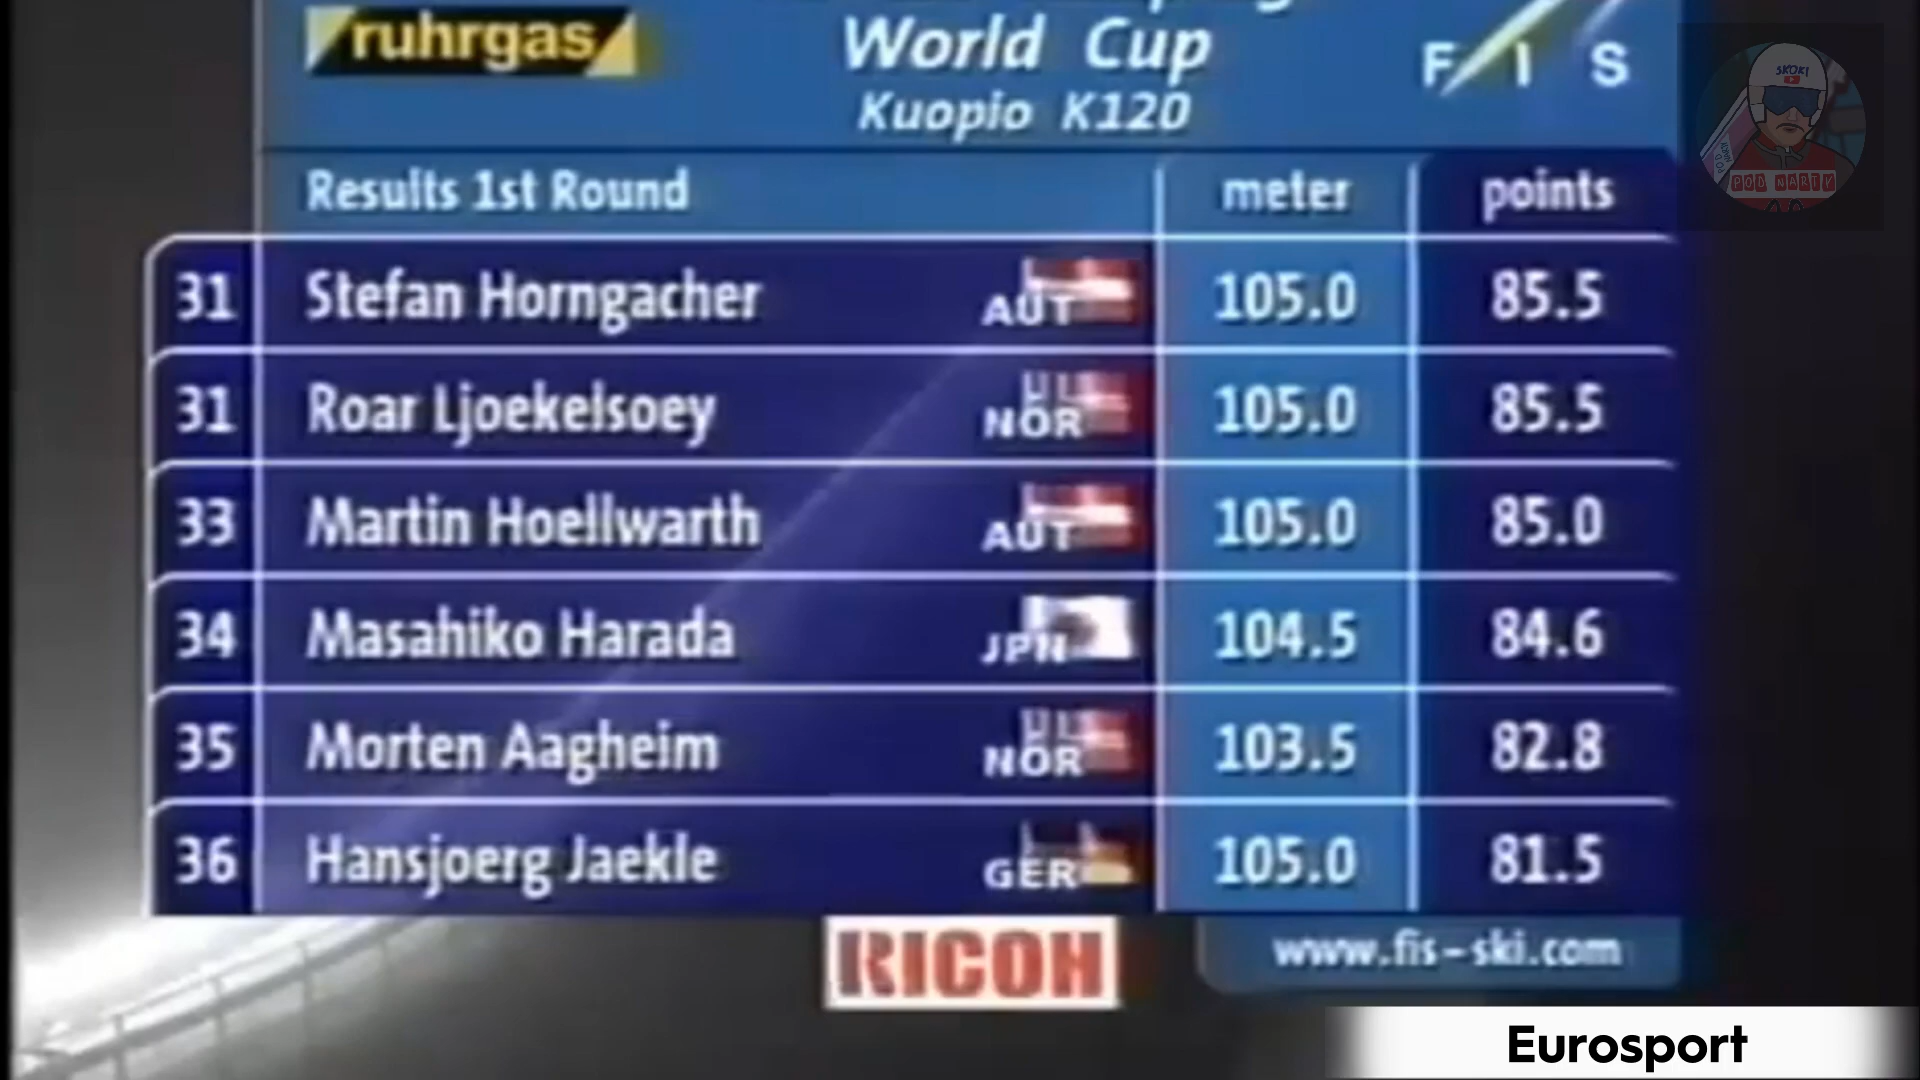 ruhrgas
World Cup
F I S
Kuopio K120
SKOKI
POD NARTY
Results 1st Round meter points
31 Stefan Horngacher AUT 105.0 85.5
31 Roar Ljoekelsoey NOR 105.0 85.5
33 Martin Hoellwarth AUT 105.0 85.0
34 Masahiko Harada JPN 104.5 84.6
35 Morten Aagheim NOR 103.5 82.8
36 Hansjoerg Jaekle GER 105.0 81.5
RICOH
www.fis-ski.com
Eurosport